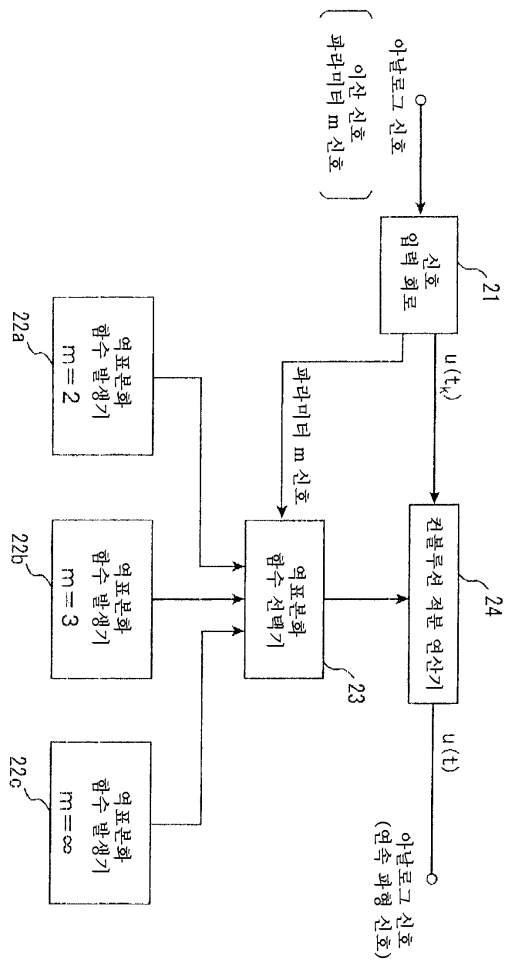 아날로그 신호
이산 신호
파라미터 m 신호
신호
입력 회로
21
u(tk)
파라미터 m 신호
컨볼루션 적분 연산기
24
u(t)
아날로그 신호
(연속 파형 신호)
역표본화
함수 선택기
23
역표본화
함수 발생기
m=2
22a
역표본화
함수 발생기
m=3
22b
역표본화
함수 발생기
m=∞
22c